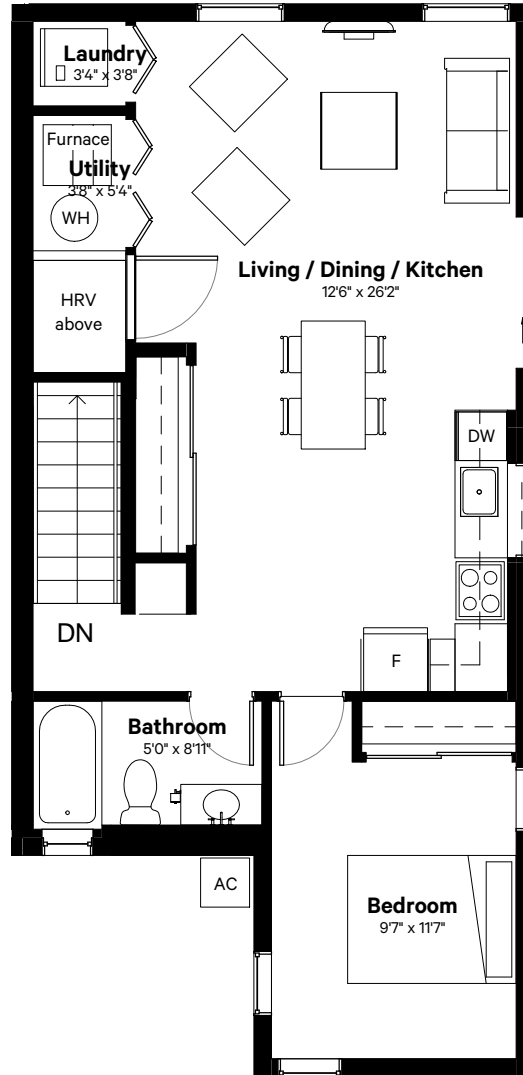 Laundry
3'4" x 3'8"
Furnace
Utility
3'8" x 5'4"
WH
HRV
above
Living / Dining / Kitchen
12'6" x 26'2"
DW
DN
F
Bathroom
5'0" x 8'11"
AC
Bedroom
9'7" x 11'7"